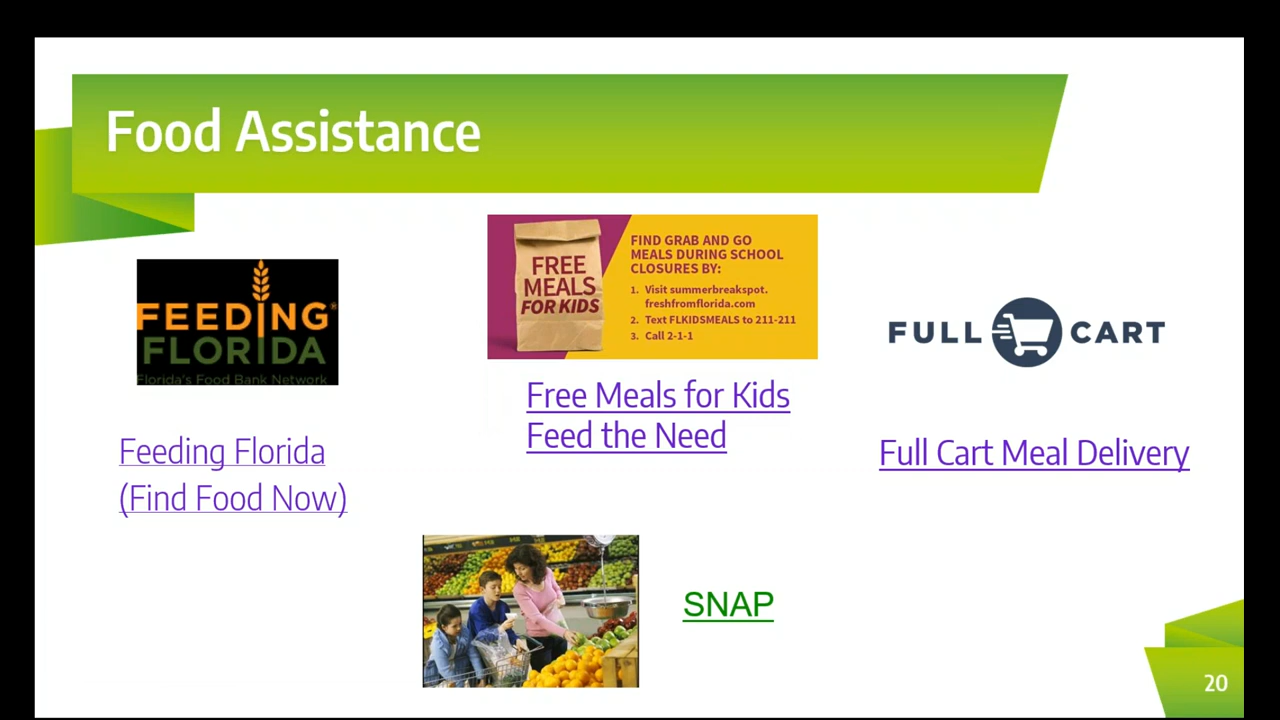 Food Assistance
FEEDING®
FLORIDA
Florida's Food Bank Network
Feeding Florida
(Find Food Now)
FREE
MEALS
FOR KIDS
FIND GRAB AND GO
MEALS DURING SCHOOL
CLOSURES BY:
1. Visit summerbreakspot.
freshfromflorida.com
2. Text FLKIDSMEALS to 211-211
3. Call 2-1-1
Free Meals for Kids
Feed the Need
FULL CART
Full Cart Meal Delivery
SNAP
20